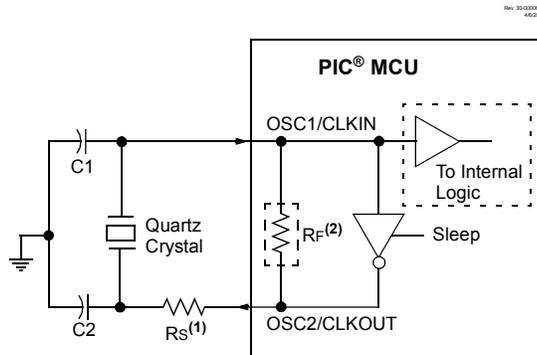 PIC® MCU
OSC1/CLKIN
C1
To Internal
Logic
Quartz
Crystal
RF(2)
Sleep
C2
RS(1)
OSC2/CLKOUT